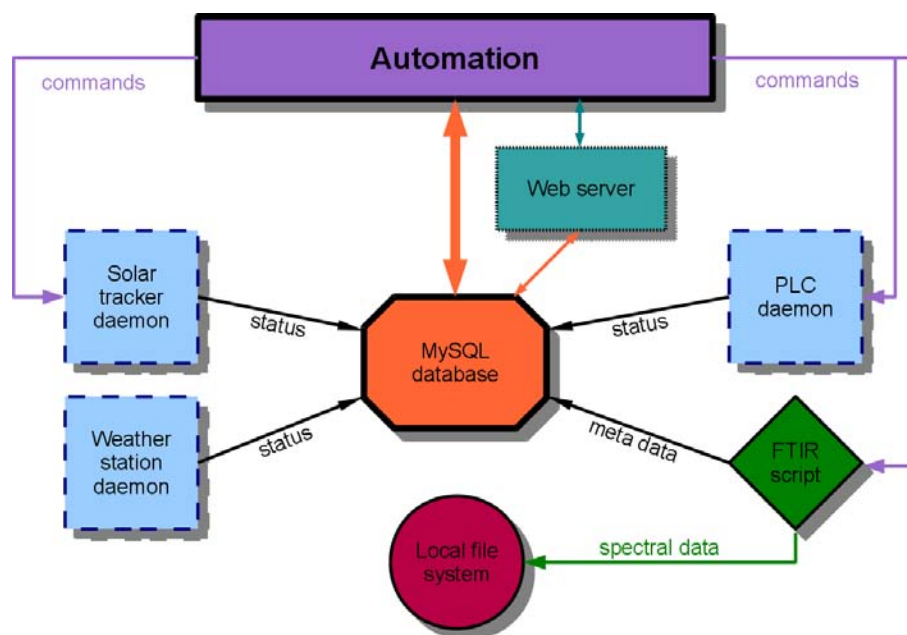 Automation
commands
commands
Web server
Solar
tracker
daemon
PLC
daemon
status
status
MySQL
database
Weather
station
daemon
status
meta data
FTIR
script
Local file
system
spectral data